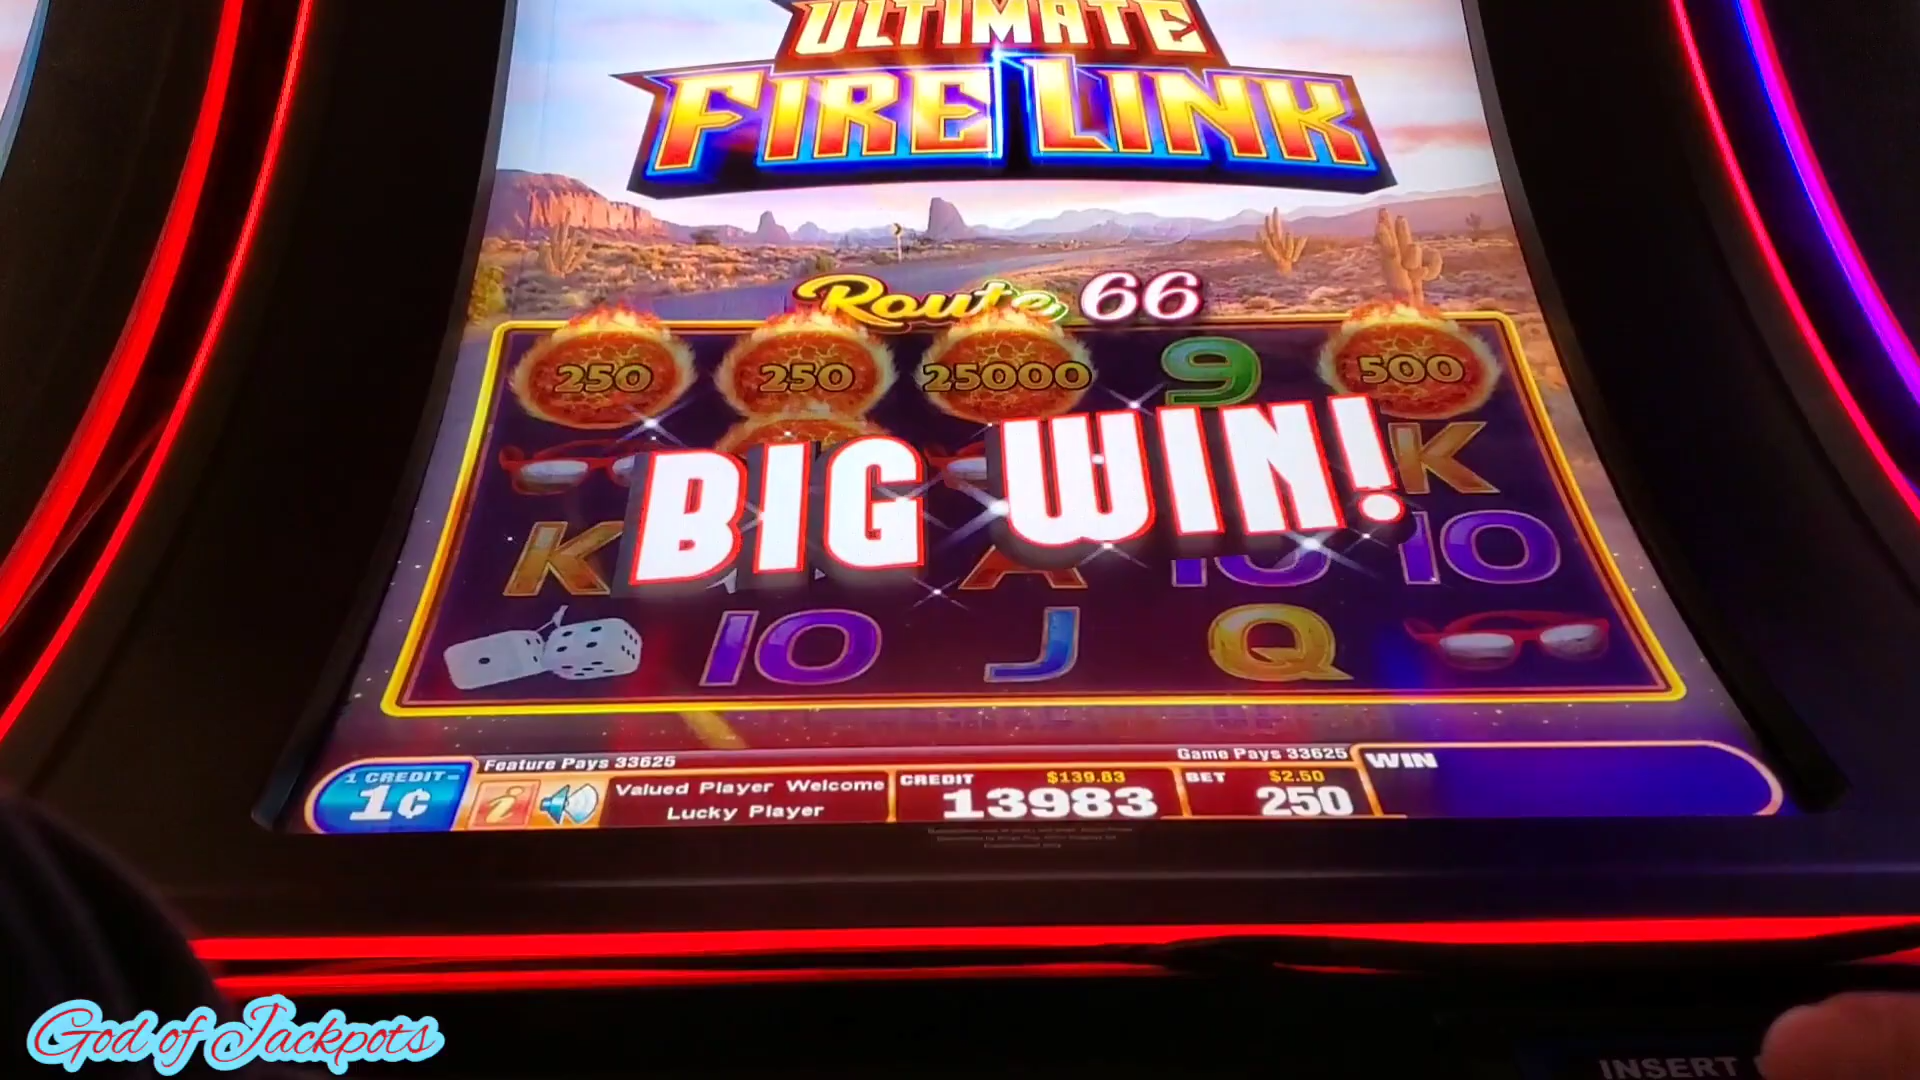 ULTIMATE
FIRE LINK
Route 66
250 250 25000 9 500
BIG WIN!
K
K A 10 10
10 J Q
Feature Pays 33625
Game Pays 33625
1 CREDIT=
1¢
i
Valued Player Welcome
Lucky Player
CREDIT $139.83
13983
BET $2.50
250
WIN
God of Jackpots
INSERT